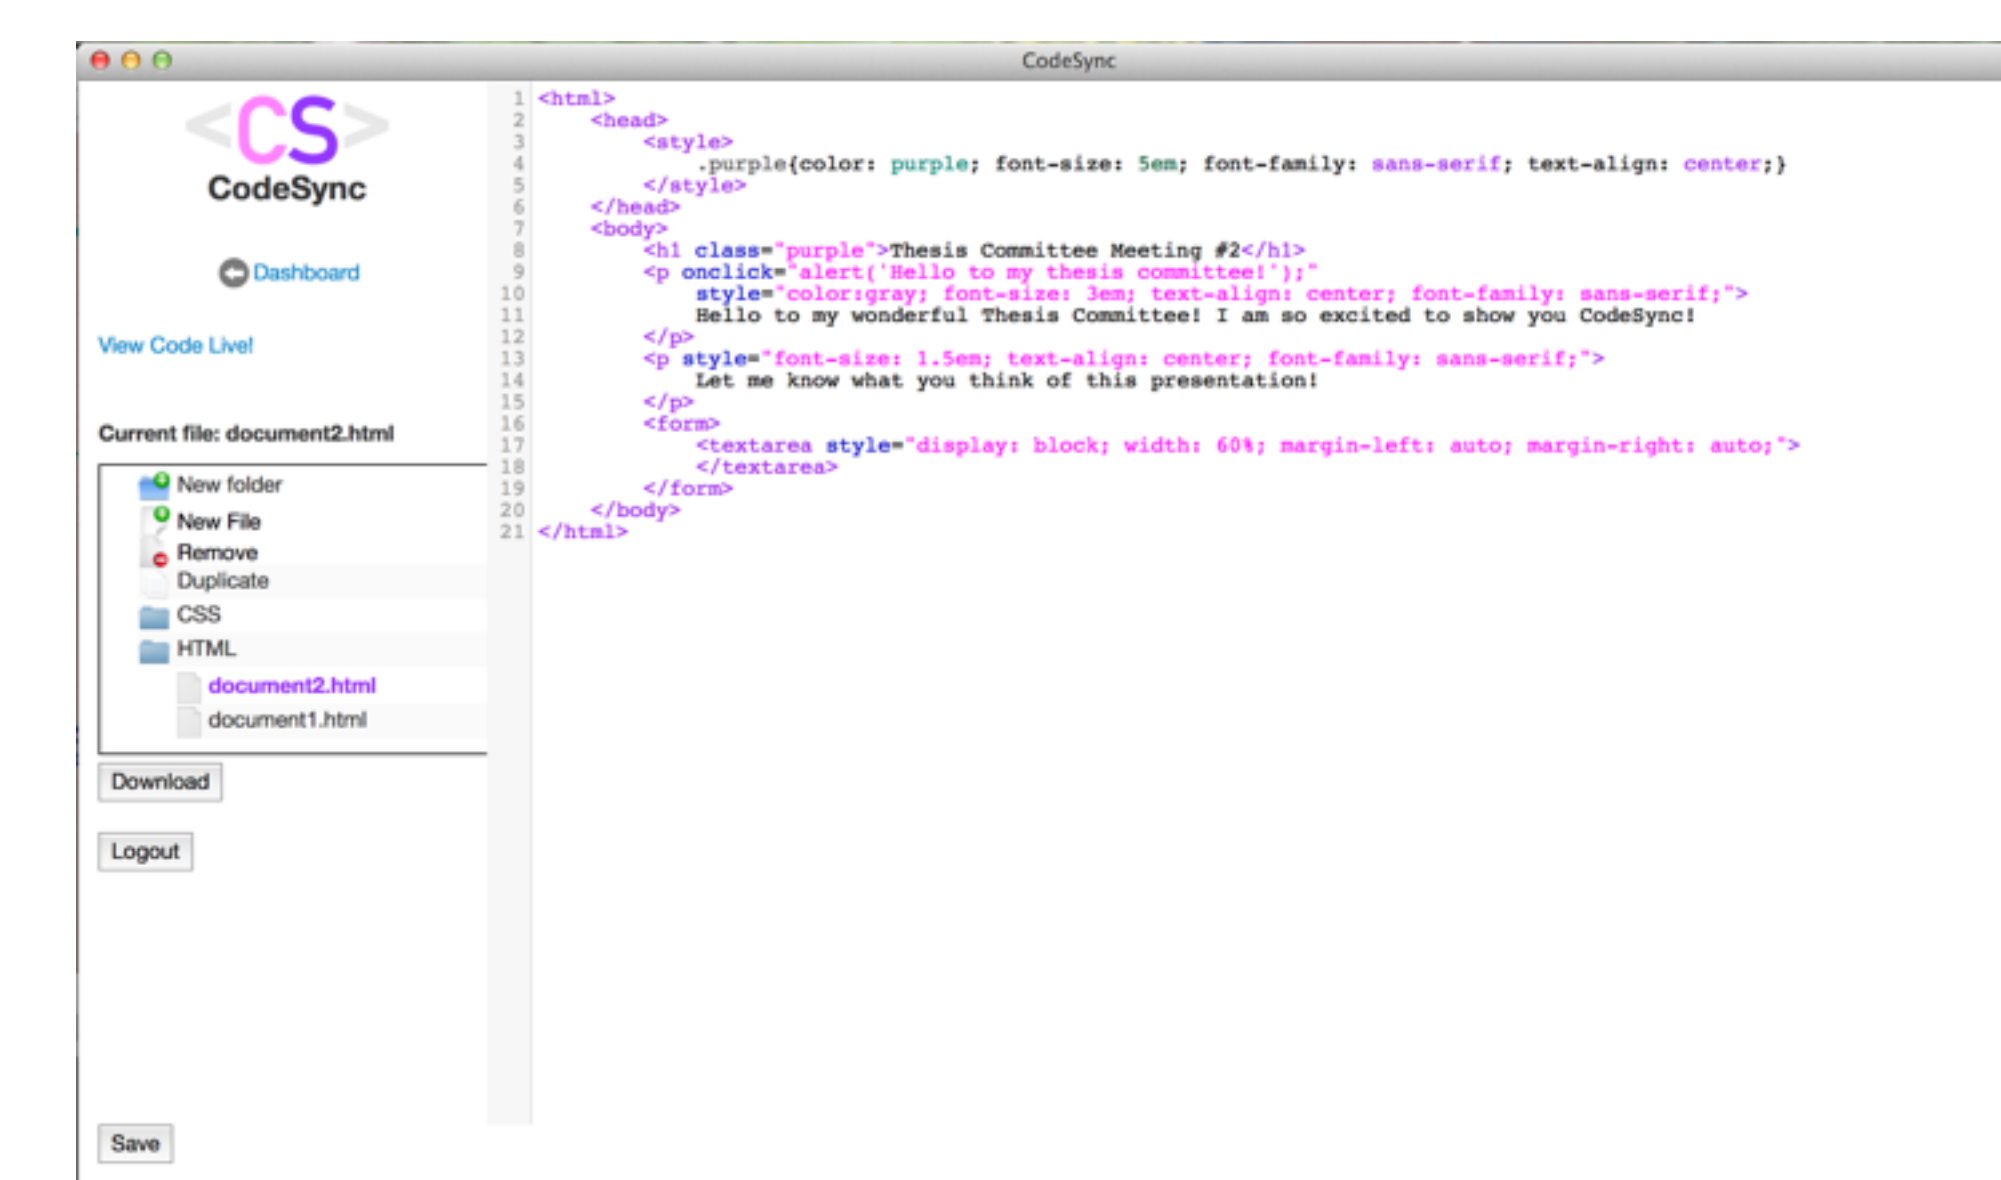 CodeSync
<CS>
CodeSync
Dashboard
View Code Live!
Current file: document2.html
New folder
New File
Remove
Duplicate
CSS
HTML
document2.html
document1.html
Download
Logout
Save
1 <html>
2     <head>
3         <style>
4             .purple{color: purple; font-size: 5em; font-family: sans-serif; text-align: center;}
5         </style>
6     </head>
7     <body>
8         <h1 class="purple">Thesis Committee Meeting #2</h1>
9         <p onclick="alert('Hello to my thesis committee!');"
10             style="color:gray; font-size: 3em; text-align: center; font-family: sans-serif;">
11             Hello to my wonderful Thesis Committee! I am so excited to show you CodeSync!
12         </p>
13         <p style="font-size: 1.5em; text-align: center; font-family: sans-serif;">
14             Let me know what you think of this presentation!
15         </p>
16         <form>
17             <textarea style="display: block; width: 60%; margin-left: auto; margin-right: auto;">
18             </textarea>
19         </form>
20     </body>
21 </html>